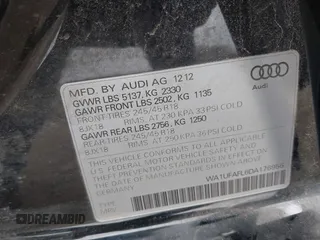 MFD. BY AUDI AG 12 12
GVWR LBS 5137, KG 2330
GAWR FRONT LBS 2502, KG 1135
FRONT-TIRES 245/45 R18
8JX18 RIMS. AT 230 KPA 33 PSI COLD
GAWR REAR LBS 2756, KG 1250
REAR-TIRES 245/45 R18
8JX18 RIMS. AT 250 KPA 36 PSI COLD
THIS VEHICLE CONFORMS TO ALL
APPLICABLE FEDERAL MOTOR
VEHICLE SAFETY, BUMPER AND
THEFT PREVENTION STANDARDS
IN EFFECT ON THE DATE OF
MANUFACTURE SHOWN ABOVE
TYPE
DREAMBID